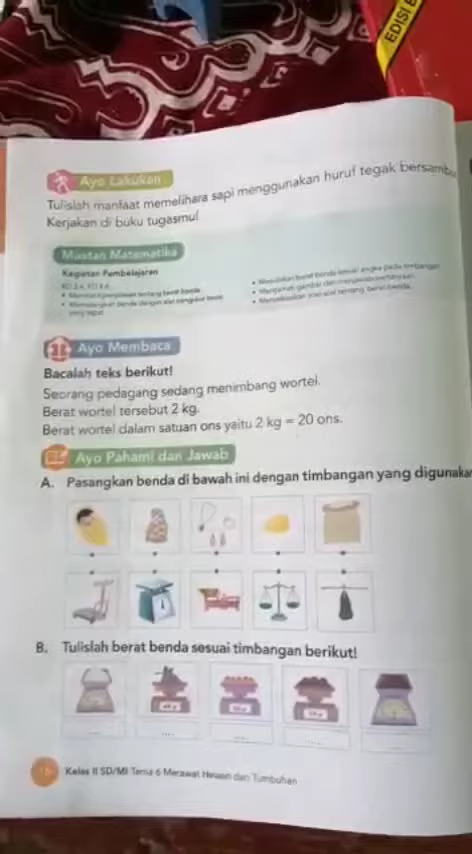 EDISI
Ayo Lakukan
Tulislah manfaat memelihara sapi menggunakan huruf tegak bersambu
Kerjakan di buku tugasmu!
Muatan Matematika
Kegiatan Pembelajaran
Ayo Membaca
Bacalah teks berikut!
Seorang pedagang sedang menimbang wortel.
Berat wortel tersebut 2 kg.
Berat wortel dalam satuan ons yaitu 2 kg = 20 ons.
Ayo Pahami dan Jawab
A. Pasangkan benda di bawah ini dengan timbangan yang digunakan
B. Tulislah berat benda sesuai timbangan berikut!
Kelas II SD/MI Tema 6 Merawat Hewan dan Tumbuhan